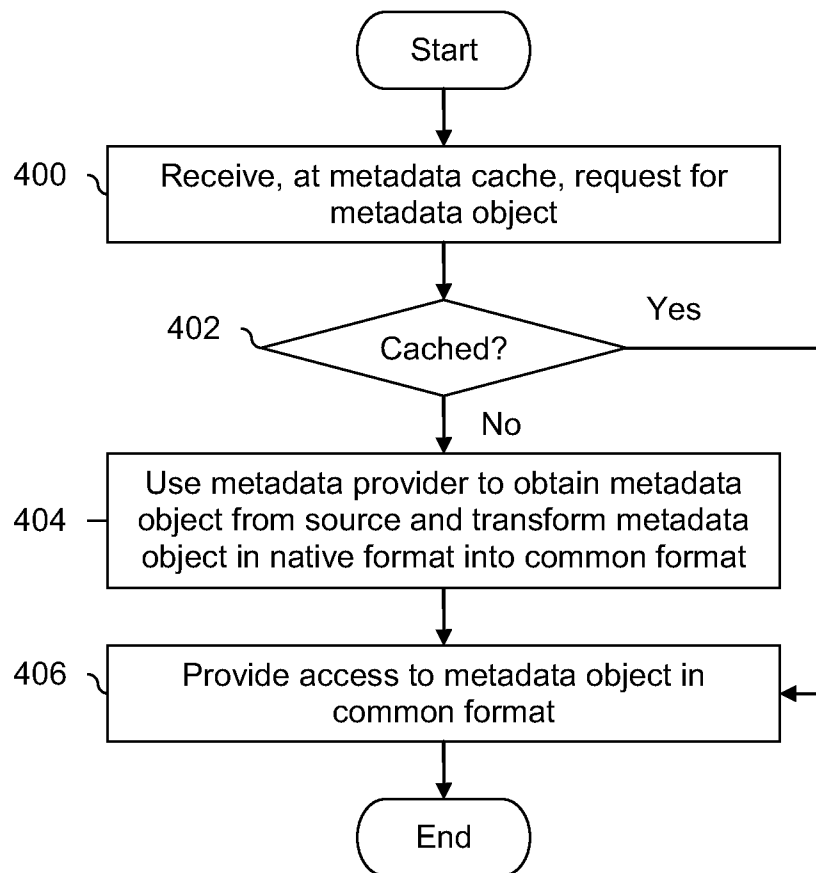 Start
400
Receive, at metadata cache, request for
metadata object
402
Cached?
Yes
No
404
Use metadata provider to obtain metadata
object from source and transform metadata
object in native format into common format
406
Provide access to metadata object in
common format
End